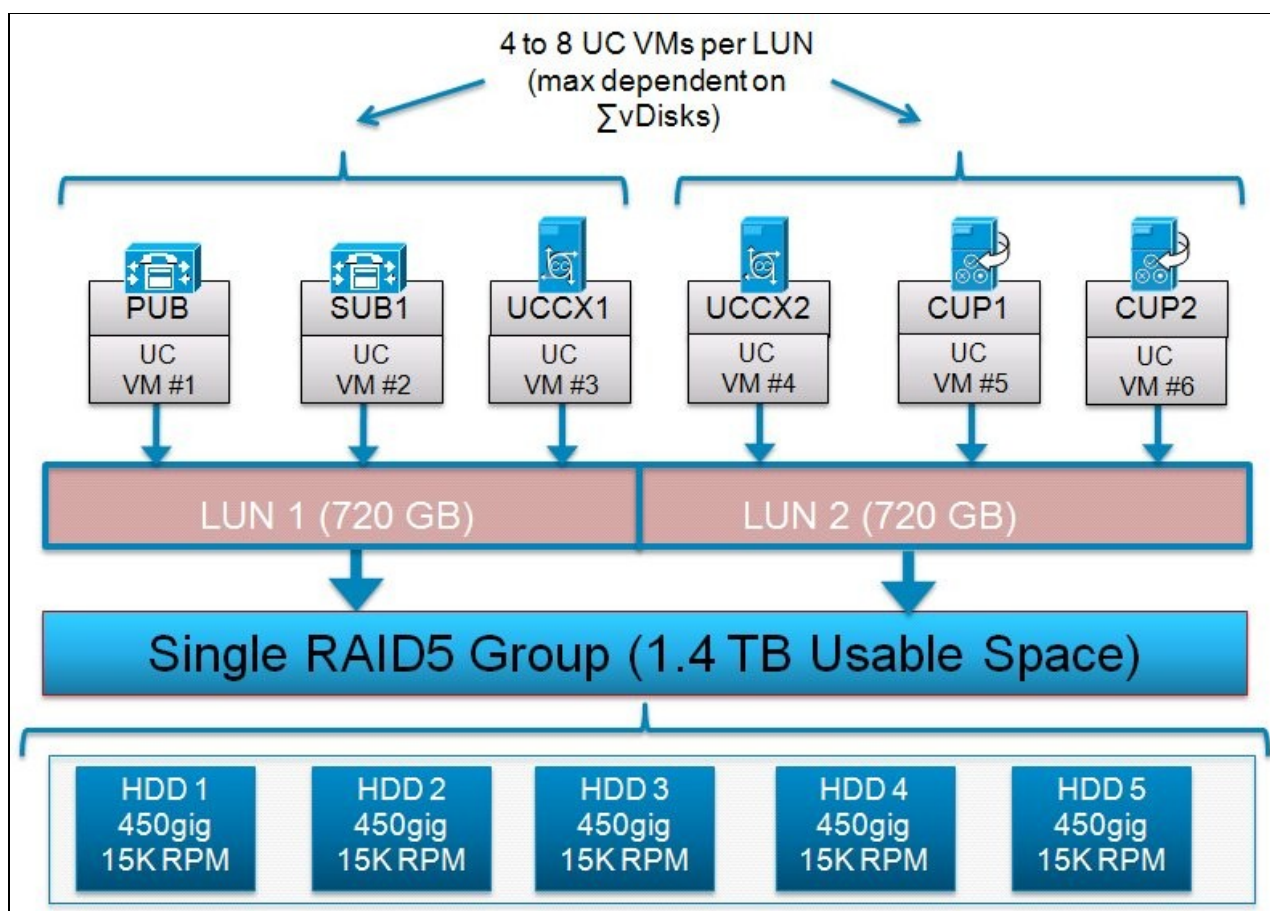 4 to 8 UC VMs per LUN
(max dependent on
∑vDisks)
PUB
UC
VM #1
SUB1
UC
VM #2
UCCX1
UC
VM #3
UCCX2
UC
VM #4
CUP1
UC
VM #5
CUP2
UC
VM #6
LUN 1 (720 GB)
LUN 2 (720 GB)
Single RAID5 Group (1.4 TB Usable Space)
HDD 1
450gig
15K RPM
HDD 2
450gig
15K RPM
HDD 3
450gig
15K RPM
HDD 4
450gig
15K RPM
HDD 5
450gig
15K RPM